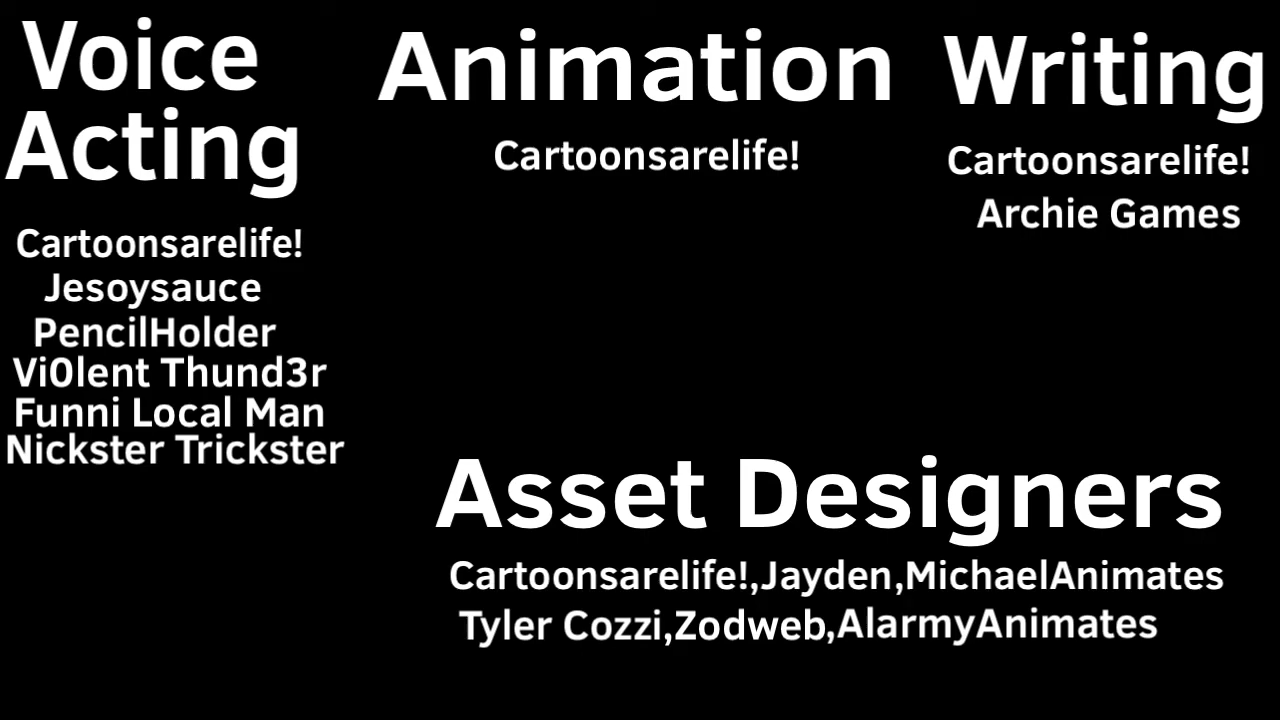 Voice
Acting
Cartoonsarelife!
Jesoysauce
PencilHolder
Vi0lent Thund3r
Funni Local Man
Nickster Trickster
Animation
Cartoonsarelife!
Writing
Cartoonsarelife!
Archie Games
Asset Designers
Cartoonsarelife!,Jayden,MichaelAnimates
Tyler Cozzi,Zodweb,AlarmyAnimates